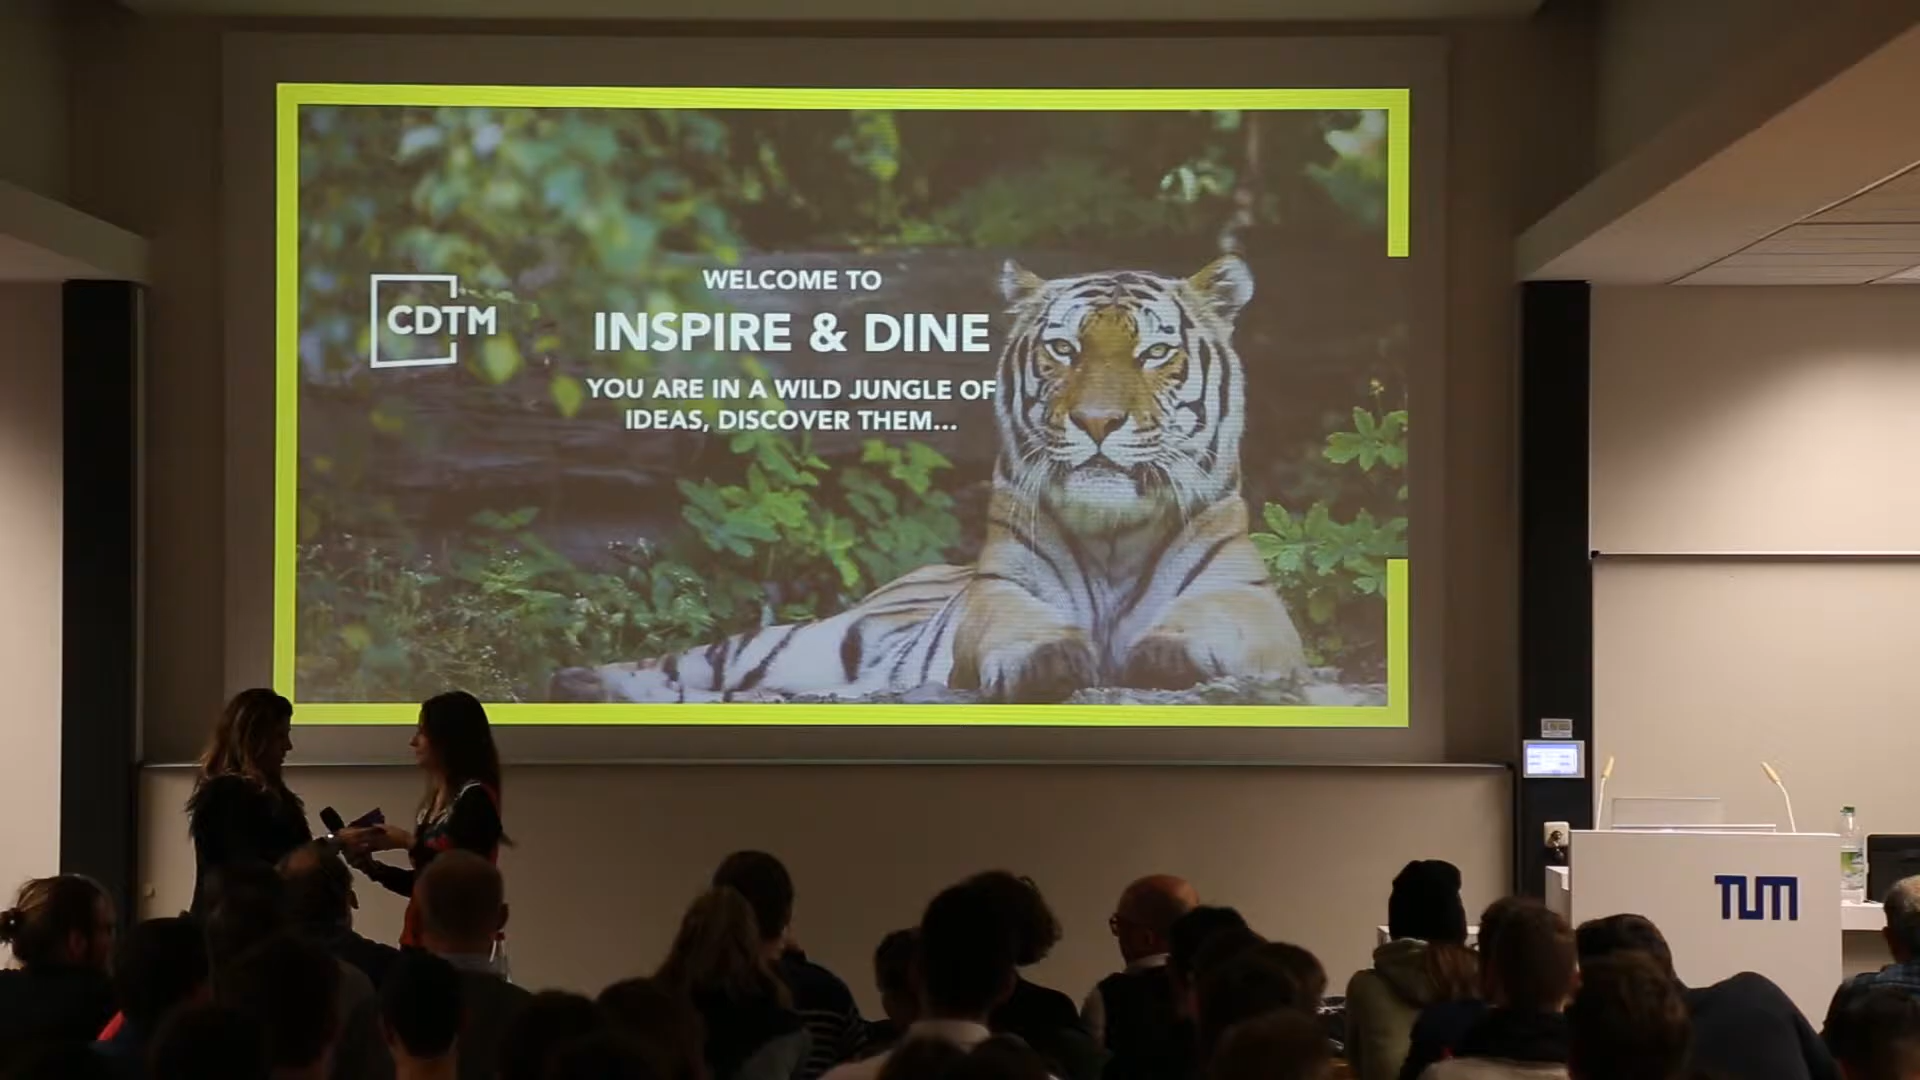 CDTM
WELCOME TO
INSPIRE & DINE
YOU ARE IN A WILD JUNGLE OF
IDEAS, DISCOVER THEM...
TUM